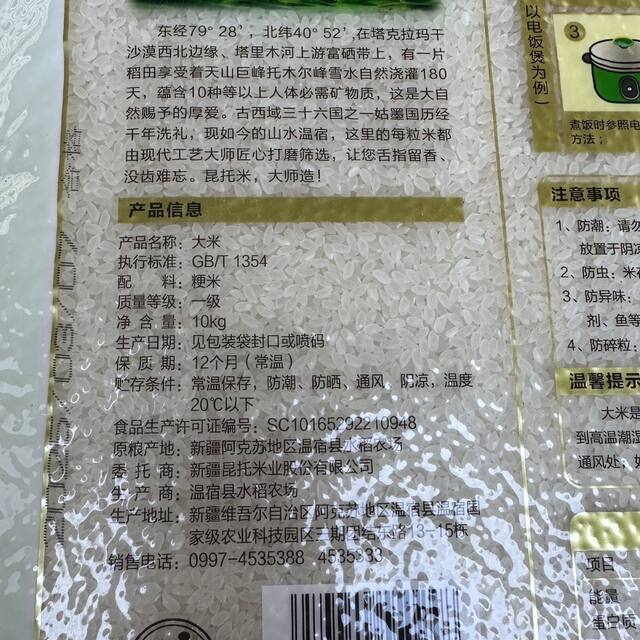 东经79° 28′，北纬40° 52′,在塔克拉玛干
沙漠西北边缘、塔里木河上游富硒带上，有一片
稻田享受着天山巨峰托木尔峰雪水自然浇灌180
天，蕴含10种等以上人体必需矿物质，这是大自
然赐予的厚爱。古西域三十六国之一姑墨国历经
千年洗礼，现如今的山水温宿，这里的每粒米都
由现代工艺大师匠心打磨筛选，让您舌指留香、
没齿难忘。昆托米，大师造！
产品信息
产品名称：大米
执行标准：GB/T 1354
配　　料：粳米
质量等级：一级
净 含 量：10kg
生产日期：见包装袋封口或喷码
保 质 期：12个月（常温）
贮存条件：常温保存，防潮、防晒、通风、阴凉，温度
20℃以下
食品生产许可证编号：SC10165292210948
原粮产地：新疆阿克苏地区温宿县水稻农场
委 托 商：新疆昆托米业股份有限公司
生 产 商：温宿县水稻农场
生产地址：新疆维吾尔自治区阿克苏地区温宿县温宿国
家级农业科技园区三期团结东路13-15栋
销售电话：0997-4535388 4535333
以电饭煲为例）
3
煮饭时参照电
方法；
注意事项
1、防潮：请勿
放置于阴凉
2、防虫：米
3、防异味：
剂、鱼等
4、防碎粒：
温馨提示
大米是
到高温潮湿
通风处；如
项目
能量
蛋白质